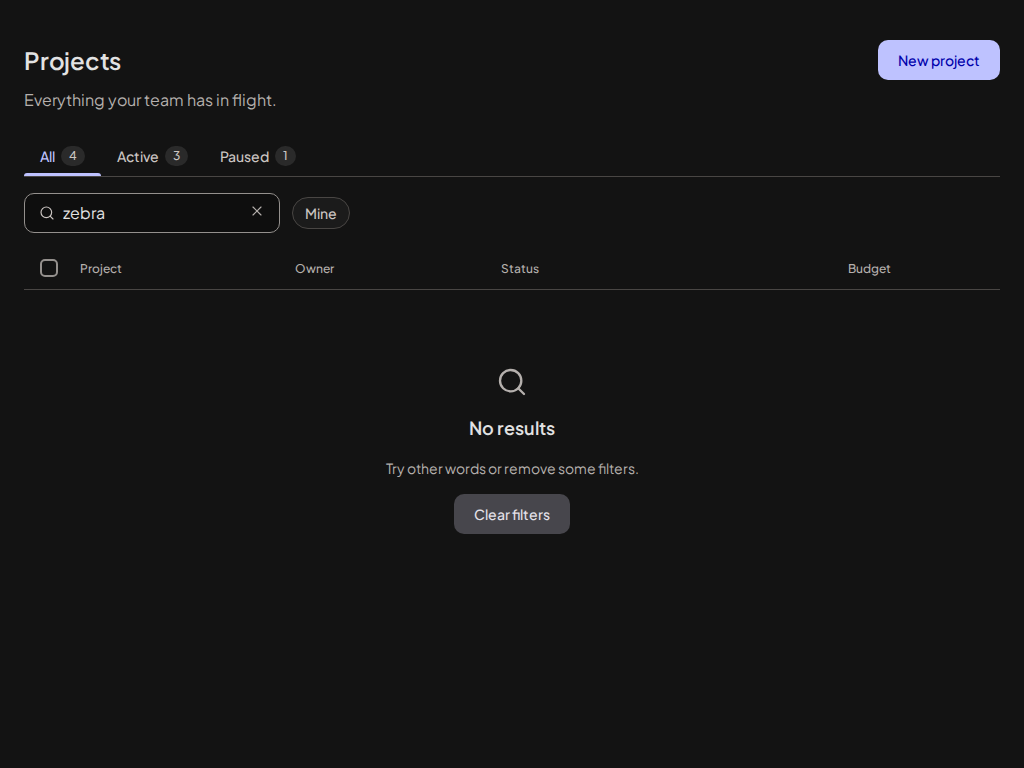 Projects
New project
Everything your team has in flight.
All 4 Active 3 Paused 1
zebra
Mine
Project Owner Status Budget
No results
Try other words or remove some filters.
Clear filters